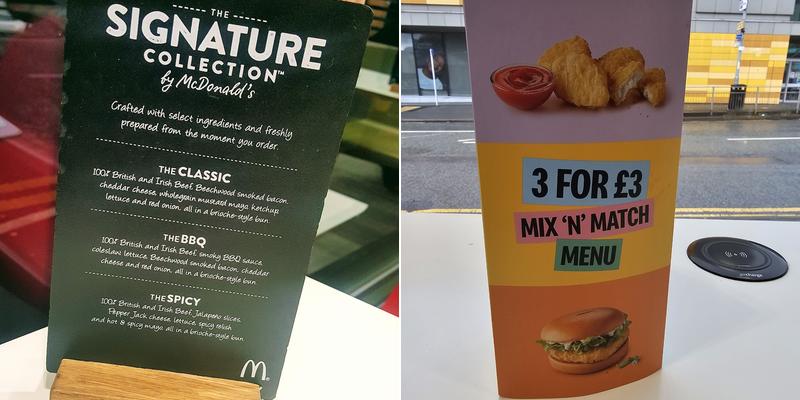 THE
SIGNATURE
COLLECTION™
by McDonald's
Crafted with select ingredients and freshly
prepared from the moment you order.
THE CLASSIC
100% British and Irish Beef, Beechwood smoked bacon,
cheddar cheese, wholegrain mustard mayo, ketchup,
lettuce and red onion, all in a brioche-style bun.
THE BBQ
100% British and Irish Beef, smoky BBQ sauce,
coleslaw, lettuce, Beechwood smoked bacon, cheddar
cheese and red onion, all in a brioche-style bun.
THE SPICY
100% British and Irish Beef, Jalapeño slices,
Pepper Jack cheese, lettuce, spicy relish
and hot & spicy mayo, all in a brioche-style bun.
3 FOR £3
MIX 'N' MATCH
MENU